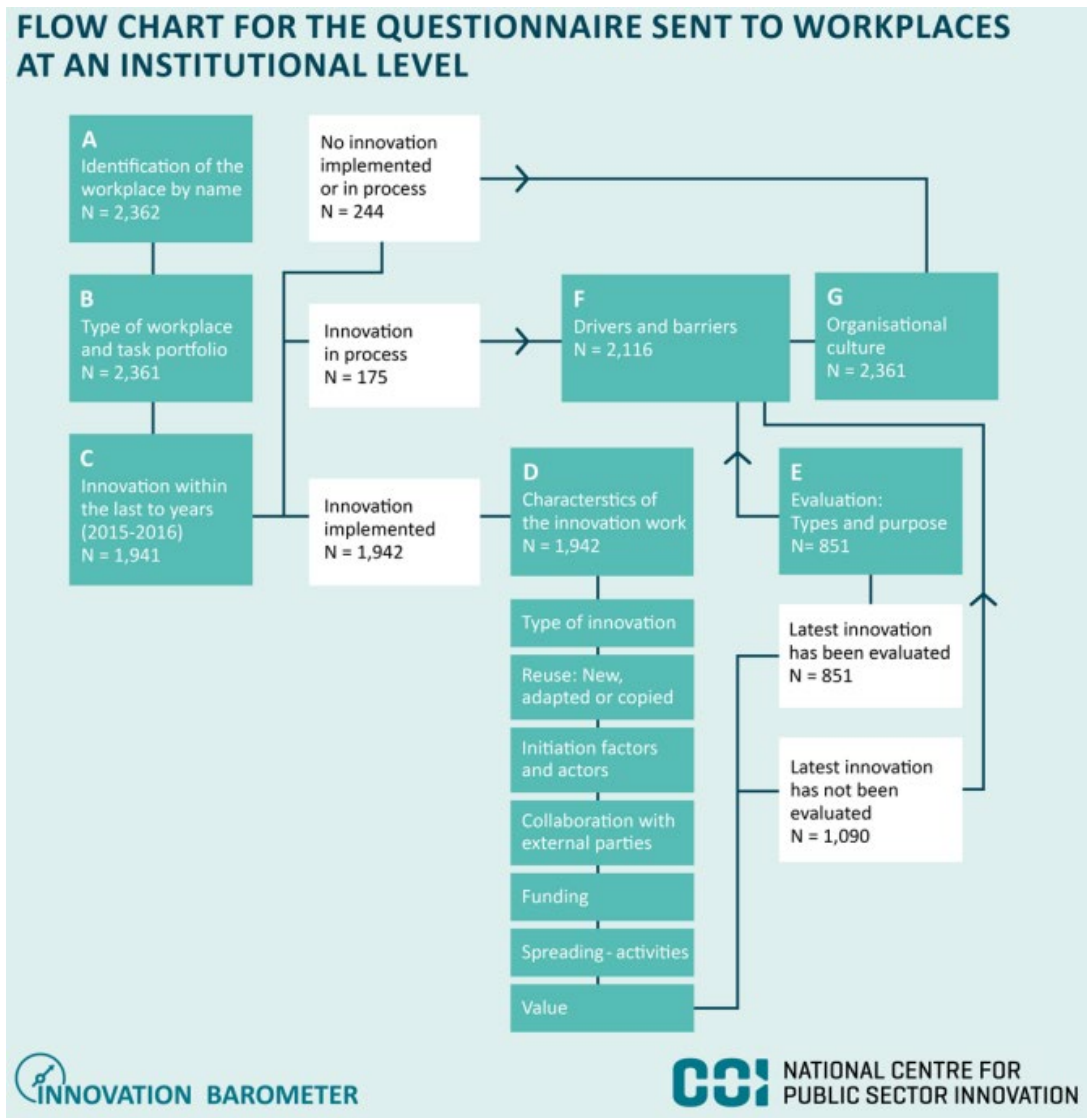 FLOW CHART FOR THE QUESTIONNAIRE SENT TO WORKPLACES
AT AN INSTITUTIONAL LEVEL
A
Identification of the
workplace by name
N = 2,362
No innovation
implemented
or in process
N = 244
B
Type of workplace
and task portfolio
N = 2,361
Innovation
in process
N = 175
F
Drivers and barriers
N = 2,116
G
Organisational
culture
N = 2,361
C
Innovation within
the last to years
(2015-2016)
N = 1,941
Innovation
implemented
N = 1,942
D
Characterstics of
the innovation work
N = 1,942
E
Evaluation:
Types and purpose
N= 851
Type of innovation
Reuse: New,
adapted or copied
Initiation factors
and actors
Collaboration with
external parties
Funding
Spreading - activities
Value
Latest innovation
has been evaluated
N = 851
Latest innovation
has not been
evaluated
N = 1,090
INNOVATION BAROMETER
COI
NATIONAL CENTRE FOR
PUBLIC SECTOR INNOVATION